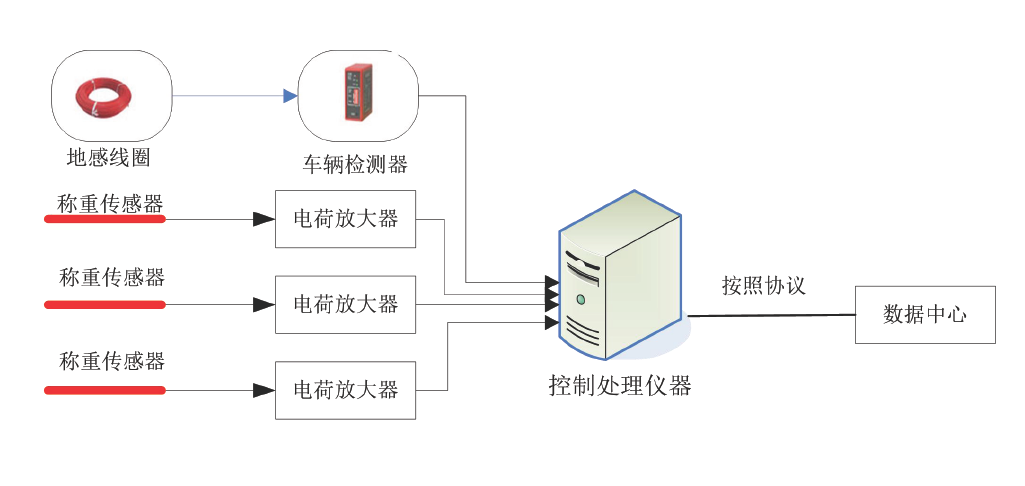 地感线圈
车辆检测器
称重传感器
电荷放大器
称重传感器
电荷放大器
称重传感器
电荷放大器
控制处理仪器
按照协议
数据中心